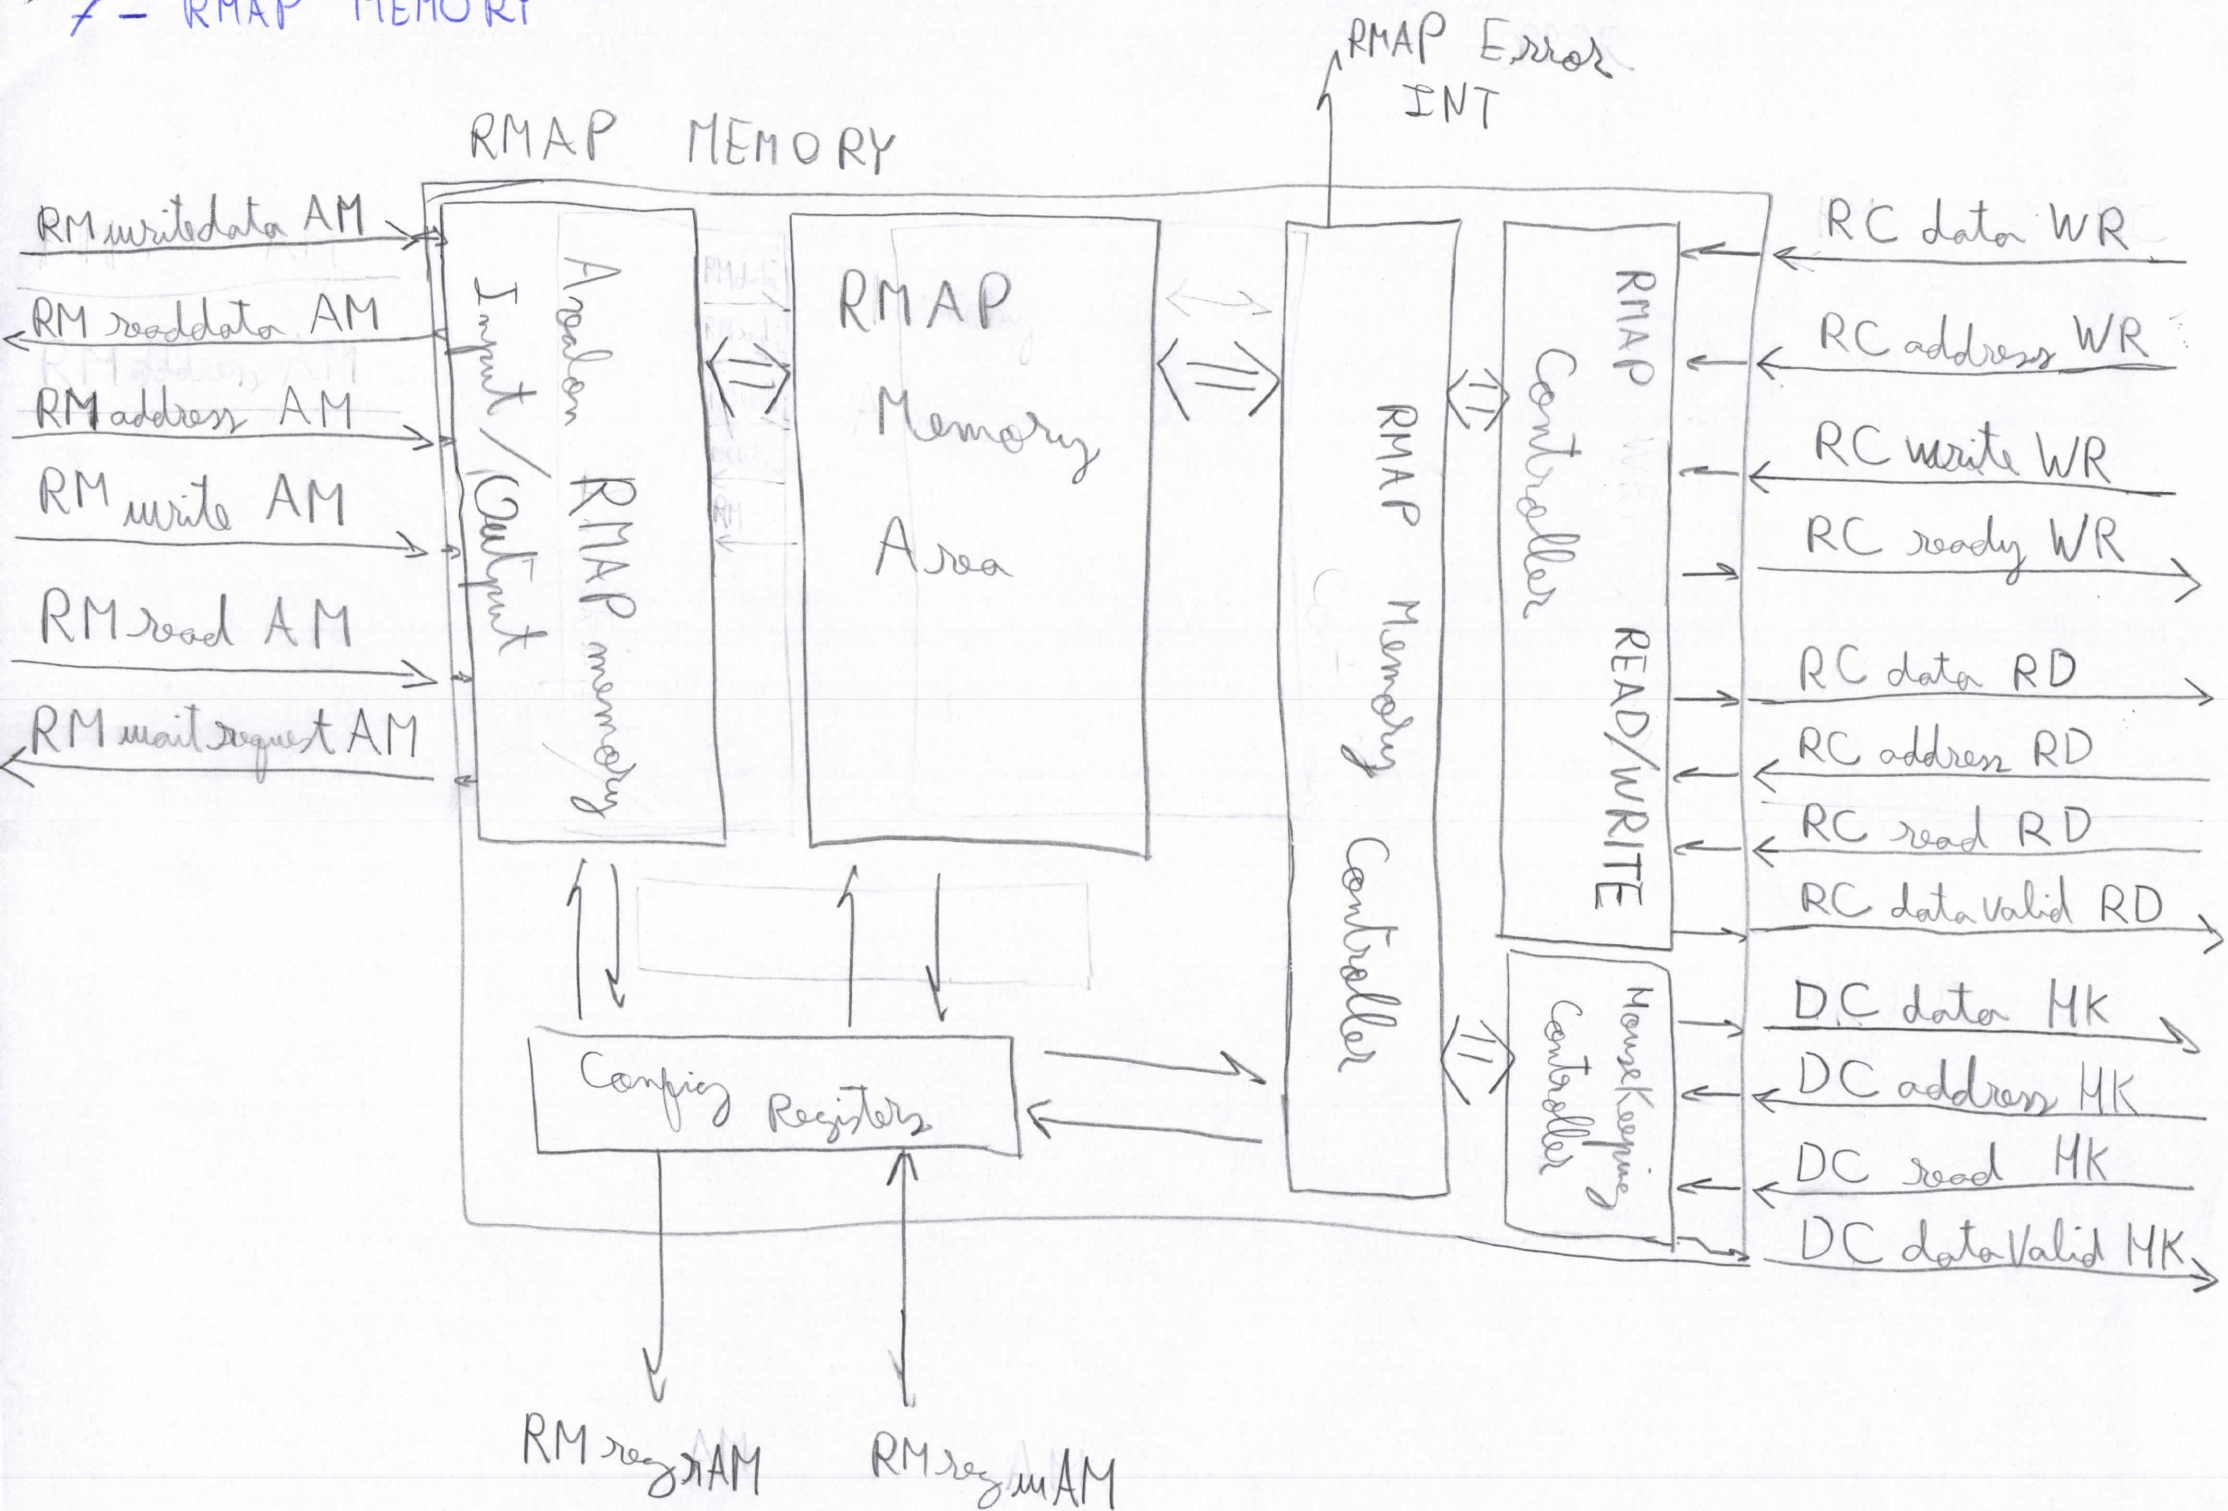 7 - RMAP MEMORY
RMAP Error
INT
RMAP MEMORY
RM writedata AM
RM readdata AM
RM address AM
RM write AM
RM read AM
RM waitrequest AM
Avalon RMAP memory
Input/Output
RMAP
Memory
Area
RMAP Memory Controller
RMAP READ/WRITE
Controller
HouseKeeping
Controller
Config Registers
RC data WR
RC address WR
RC write WR
RC ready WR
RC data RD
RC address RD
RC read RD
RC datavalid RD
DC data HK
DC address HK
DC read HK
DC dataValid HK
RM reg r AM
RM reg w AM